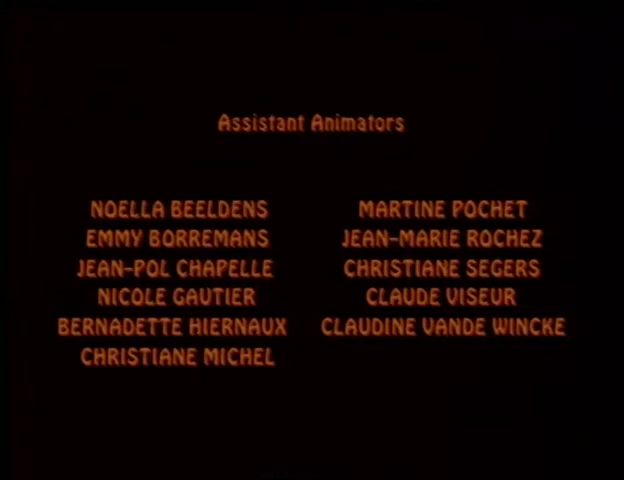 Assistant Animators
NOELLA BEELDENS
EMMY BORREMANS
JEAN-POL CHAPELLE
NICOLE GAUTIER
BERNADETTE HIERNAUX
CHRISTIANE MICHEL
MARTINE POCHET
JEAN-MARIE ROCHEZ
CHRISTIANE SEGERS
CLAUDE VISEUR
CLAUDINE VANDE WINCKE